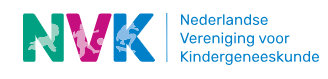 NVK
Nederlandse
Vereniging voor
Kindergeneeskunde